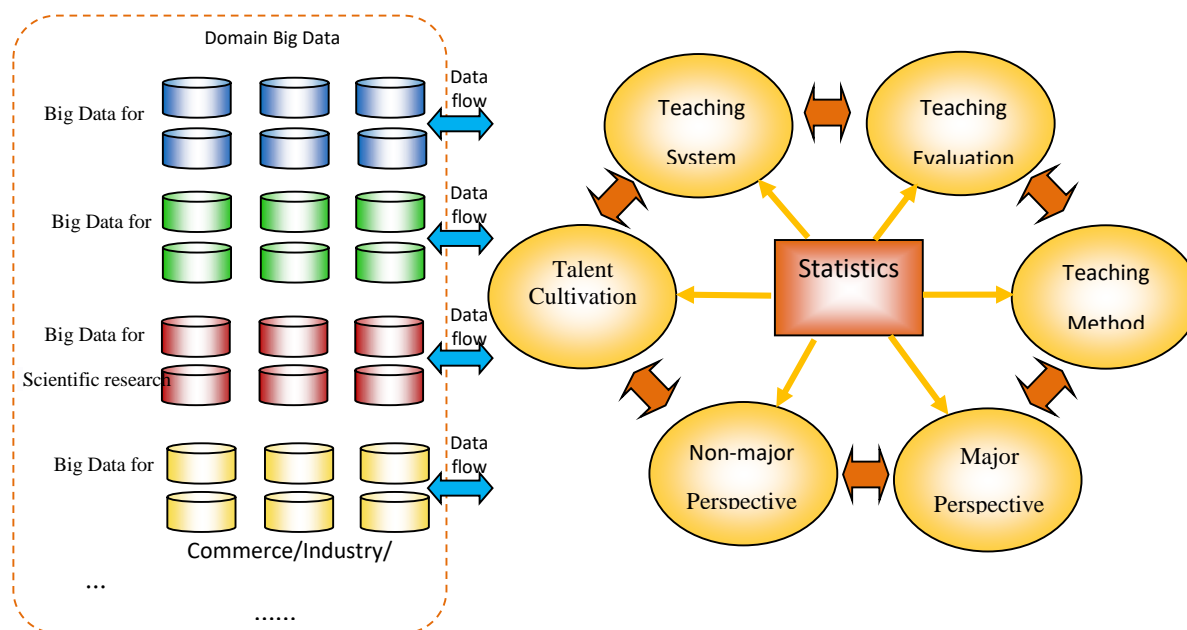 Domain Big Data
Big Data for
Data
flow
Big Data for
Data
flow
Big Data for
Scientific research
Data
flow
Big Data for
Data
flow
Commerce/Industry/
...
......
Teaching
System
Teaching
Evaluation
Talent
Cultivation
Statistics
Teaching
Method
Non-major
Perspective
Major
Perspective